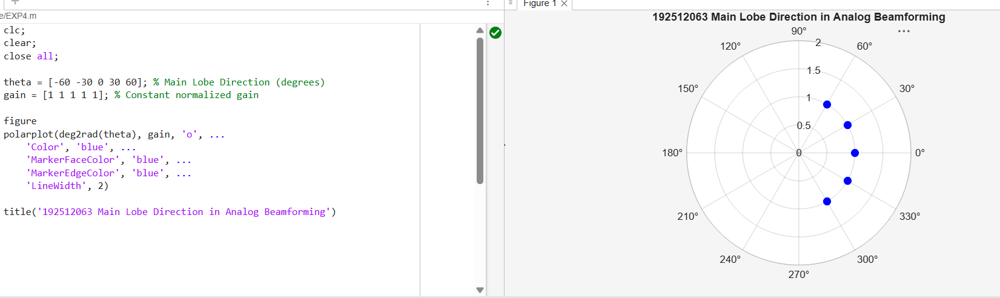 e/EXP4.m
clc;
clear;
close all;
theta = [-60 -30 0 30 60]; % Main Lobe Direction (degrees)
gain = [1 1 1 1 1]; % Constant normalized gain
figure
polarplot(deg2rad(theta), gain, 'o', ...
'Color', 'blue', ...
'MarkerFaceColor', 'blue', ...
'MarkerEdgeColor', 'blue', ...
'LineWidth', 2)
title('192512063 Main Lobe Direction in Analog Beamforming')
Figure 1
192512063 Main Lobe Direction in Analog Beamforming
90°
120°
60°
2
1.5
150°
30°
1
0.5
180°
0
0°
210°
330°
240°
300°
270°